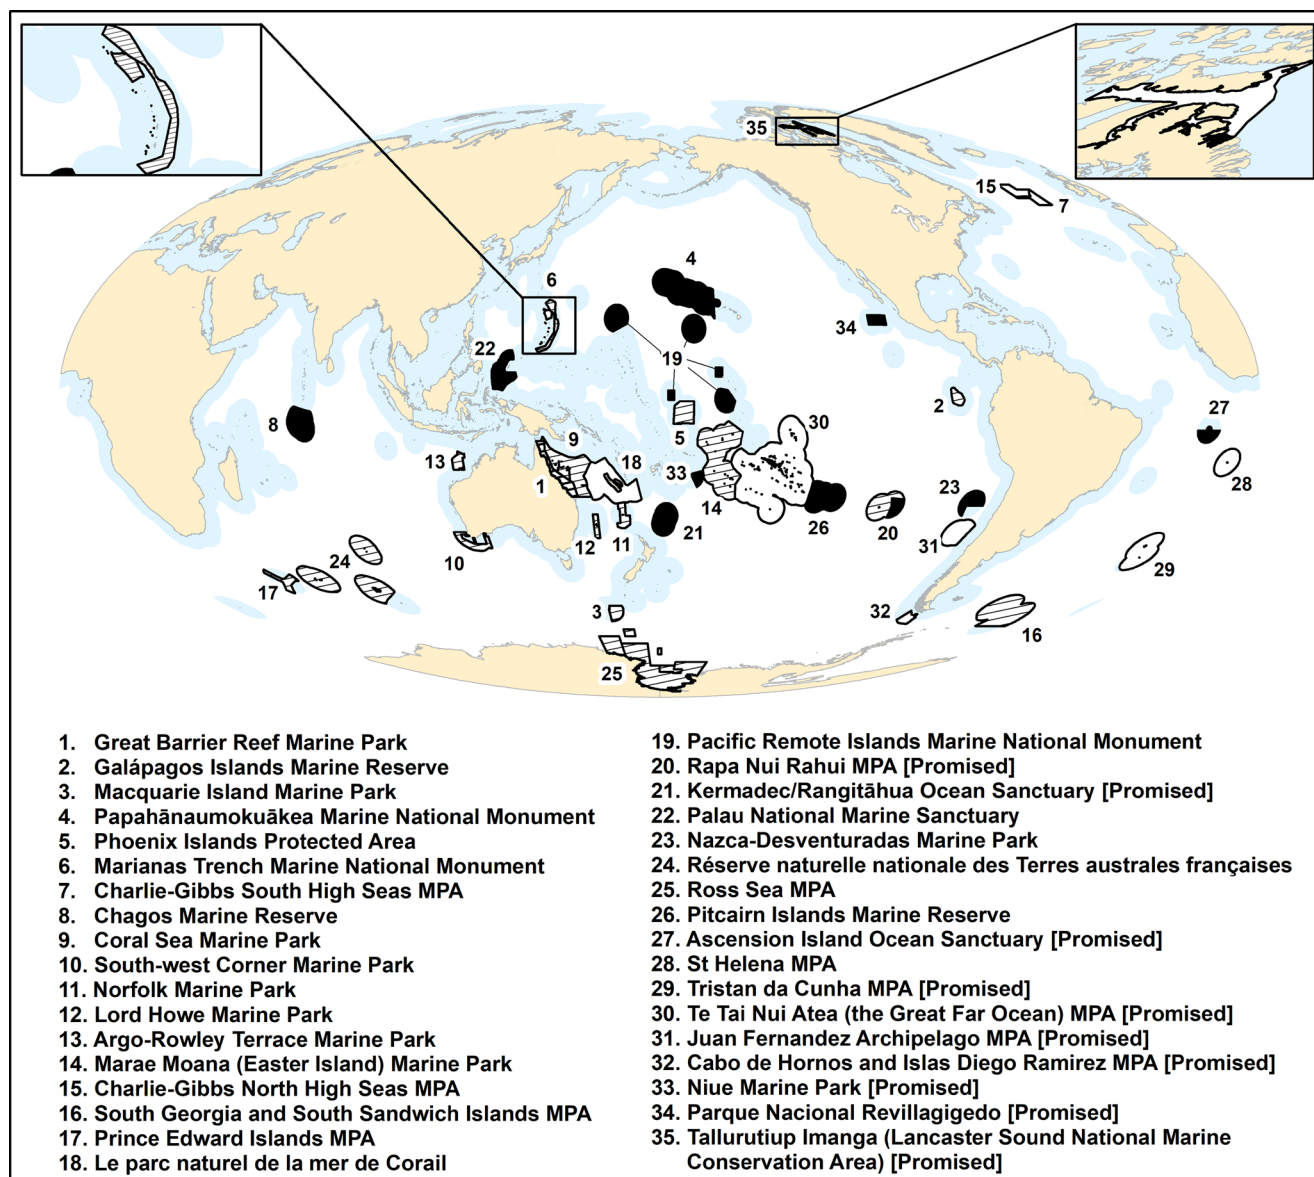 35
15
7
4
6
34
19
22
2
27
8
30
5
9
18
13
33
28
1
14
23
26
20
12
11
21
31
10
29
24
17
3
32
16
25
1. Great Barrier Reef Marine Park
2. Galápagos Islands Marine Reserve
3. Macquarie Island Marine Park
4. Papahānaumokuākea Marine National Monument
5. Phoenix Islands Protected Area
6. Marianas Trench Marine National Monument
7. Charlie-Gibbs South High Seas MPA
8. Chagos Marine Reserve
9. Coral Sea Marine Park
10. South-west Corner Marine Park
11. Norfolk Marine Park
12. Lord Howe Marine Park
13. Argo-Rowley Terrace Marine Park
14. Marae Moana (Easter Island) Marine Park
15. Charlie-Gibbs North High Seas MPA
16. South Georgia and South Sandwich Islands MPA
17. Prince Edward Islands MPA
18. Le parc naturel de la mer de Corail
19. Pacific Remote Islands Marine National Monument
20. Rapa Nui Rahui MPA [Promised]
21. Kermadec/Rangitāhua Ocean Sanctuary [Promised]
22. Palau National Marine Sanctuary
23. Nazca-Desventuradas Marine Park
24. Réserve naturelle nationale des Terres australes françaises
25. Ross Sea MPA
26. Pitcairn Islands Marine Reserve
27. Ascension Island Ocean Sanctuary [Promised]
28. St Helena MPA
29. Tristan da Cunha MPA [Promised]
30. Te Tai Nui Atea (the Great Far Ocean) MPA [Promised]
31. Juan Fernandez Archipelago MPA [Promised]
32. Cabo de Hornos and Islas Diego Ramirez MPA [Promised]
33. Niue Marine Park [Promised]
34. Parque Nacional Revillagigedo [Promised]
35. Tallurutiup Imanga (Lancaster Sound National Marine
Conservation Area) [Promised]